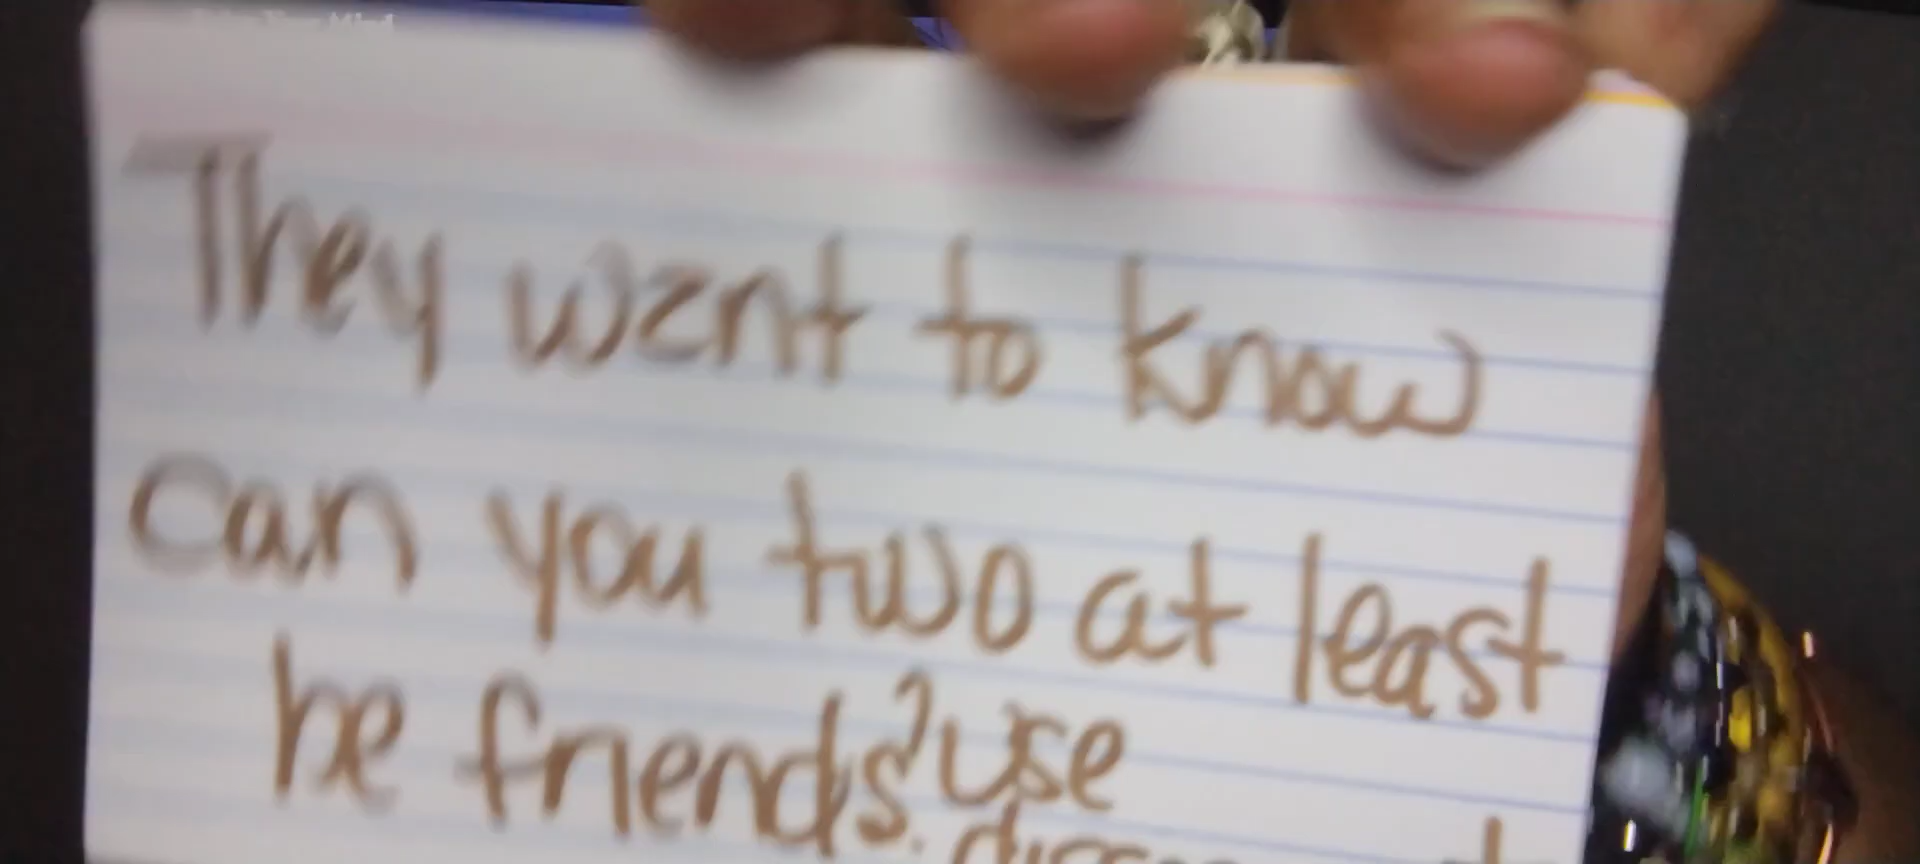 They want to know
can you two at least
be friends? use